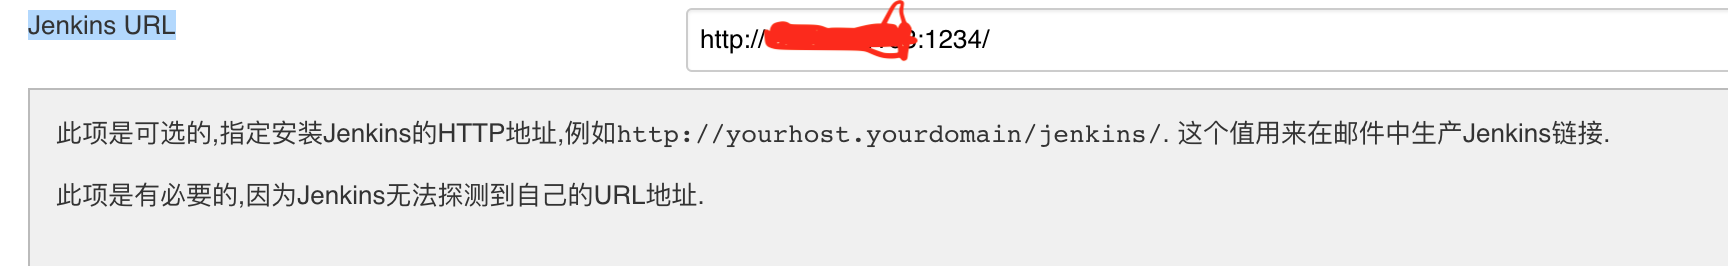 Jenkins URL
http://:1234/
此项是可选的,指定安装Jenkins的HTTP地址,例如http://yourhost.yourdomain/jenkins/. 这个值用来在邮件中生产Jenkins链接.
此项是有必要的,因为Jenkins无法探测到自己的URL地址.